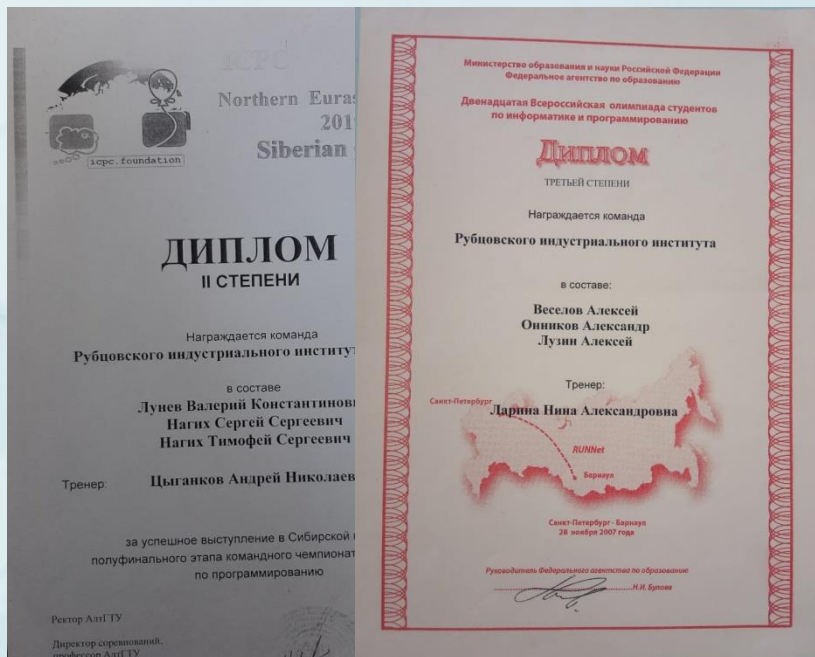 ICPC
Northern Euras
201
Siberian
icpc.foundation
ДИПЛОМ
II СТЕПЕНИ
Награждается команда
Рубцовского индустриального институт
в составе
Лунев Валерий Константинови
Нагих Сергей Сергеевич
Нагих Тимофей Сергеевич
Тренер: Цыганков Андрей Николаев
за успешное выступление в Сибирской
полуфинального этапа командного чемпионат
по программированию
Ректор АлтГТУ
Директор соревнований,
профессор АлтГТУ
Министерство образования и науки Российской Федерации
Федеральное агентство по образованию
Двенадцатая Всероссийская олимпиада студентов
по информатике и программированию
Диплом
ТРЕТЬЕЙ СТЕПЕНИ
Награждается команда
Рубцовского индустриального института
в составе:
Веселов Алексей
Онников Александр
Лузин Алексей
Тренер:
Санкт-Петербург
Ларина Нина Александровна
RUNNet
Барнаул
Санкт-Петербург - Барнаул
28 ноября 2007 года
Руководитель Федерального агентства по образованию
Н.И. Булаев